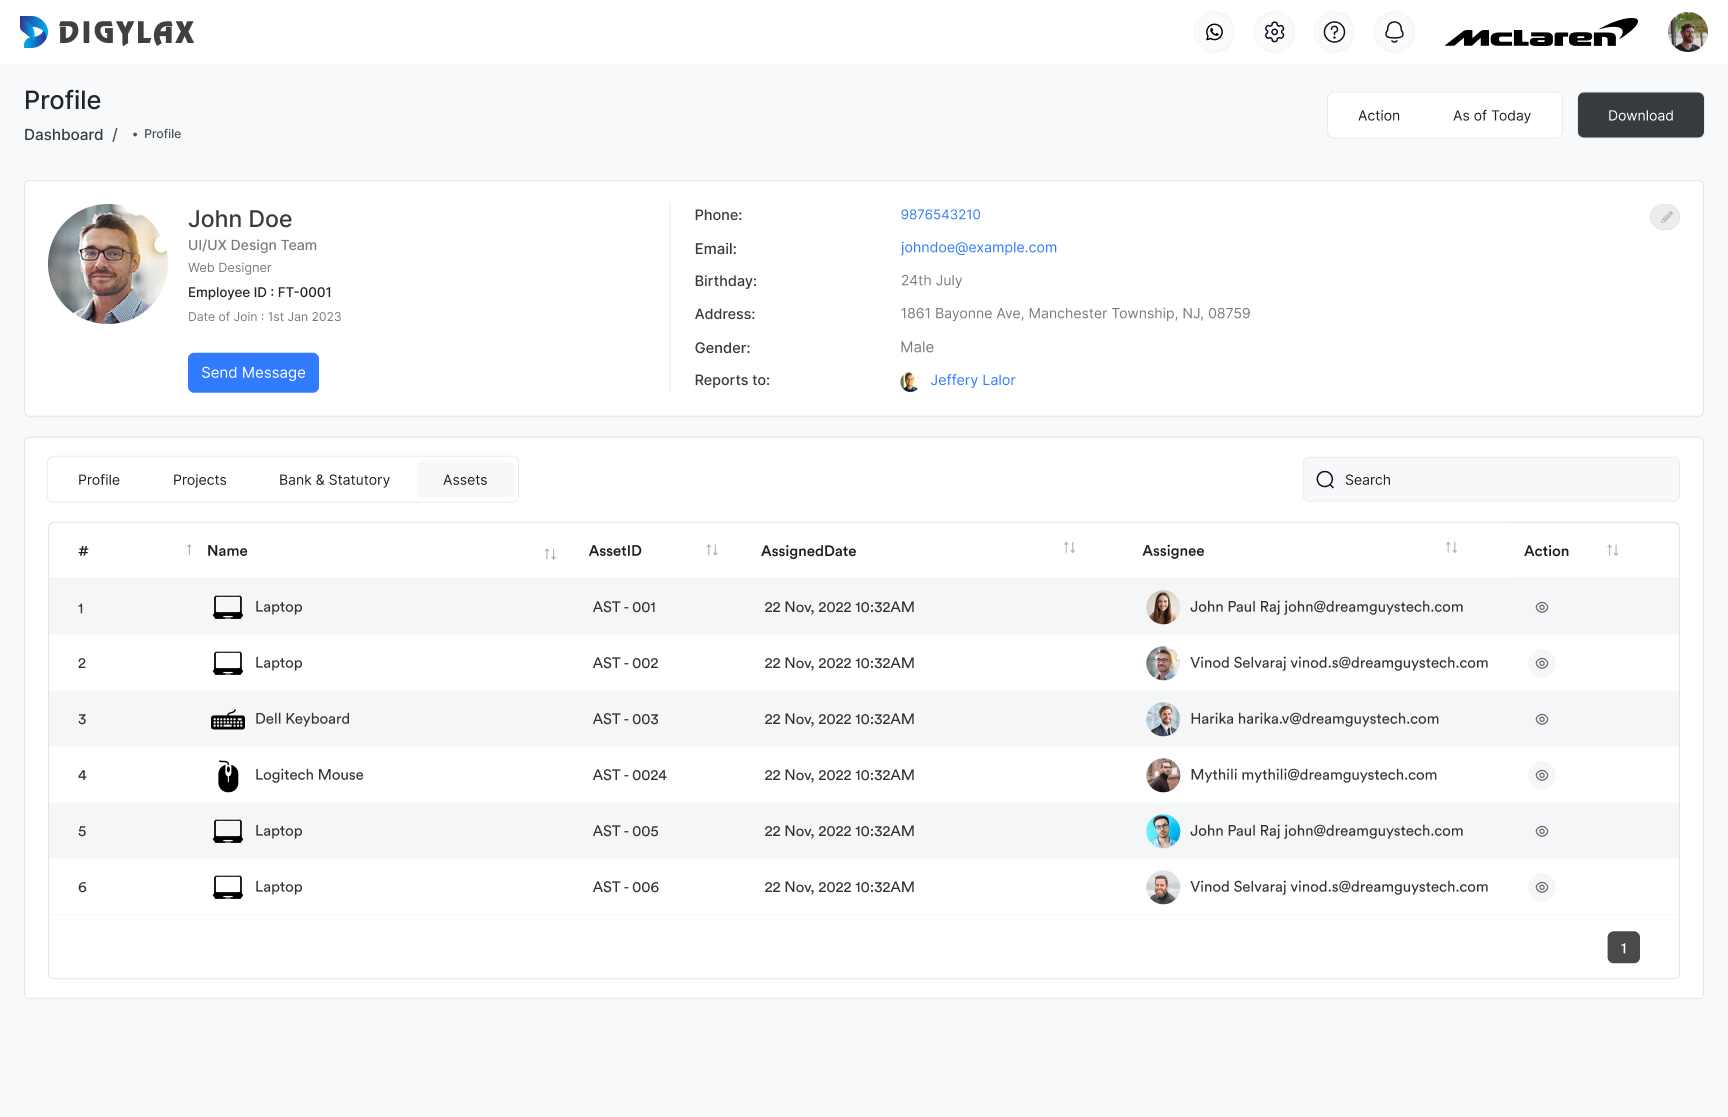 DIGYLAX
McLaren
Profile
Dashboard / • Profile
Action As of Today Download
John Doe
UI/UX Design Team
Web Designer
Employee ID : FT-0001
Date of Join : 1st Jan 2023
Send Message
Phone: 9876543210
Email: johndoe@example.com
Birthday: 24th July
Address: 1861 Bayonne Ave, Manchester Township, NJ, 08759
Gender: Male
Reports to: Jeffery Lalor
Profile Projects Bank & Statutory Assets Search
# Name AssetID AssignedDate Assignee Action
1 Laptop AST - 001 22 Nov, 2022 10:32AM John Paul Raj john@dreamguystech.com
2 Laptop AST - 002 22 Nov, 2022 10:32AM Vinod Selvaraj vinod.s@dreamguystech.com
3 Dell Keyboard AST - 003 22 Nov, 2022 10:32AM Harika harika.v@dreamguystech.com
4 Logitech Mouse AST - 0024 22 Nov, 2022 10:32AM Mythili mythili@dreamguystech.com
5 Laptop AST - 005 22 Nov, 2022 10:32AM John Paul Raj john@dreamguystech.com
6 Laptop AST - 006 22 Nov, 2022 10:32AM Vinod Selvaraj vinod.s@dreamguystech.com
1